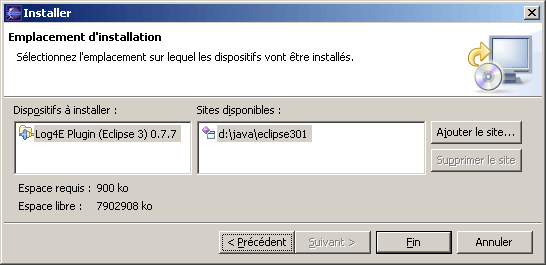 Installer
Emplacement d'installation
Sélectionnez l'emplacement sur lequel les dispositifs vont être installés.
Dispositifs à installer :
Sites disponibles :
Log4E Plugin (Eclipse 3) 0.7.7
d:\java\eclipse301
Ajouter le site...
Supprimer le site
Espace requis : 900 ko
Espace libre : 7902908 ko
< Précédent
Suivant >
Fin
Annuler